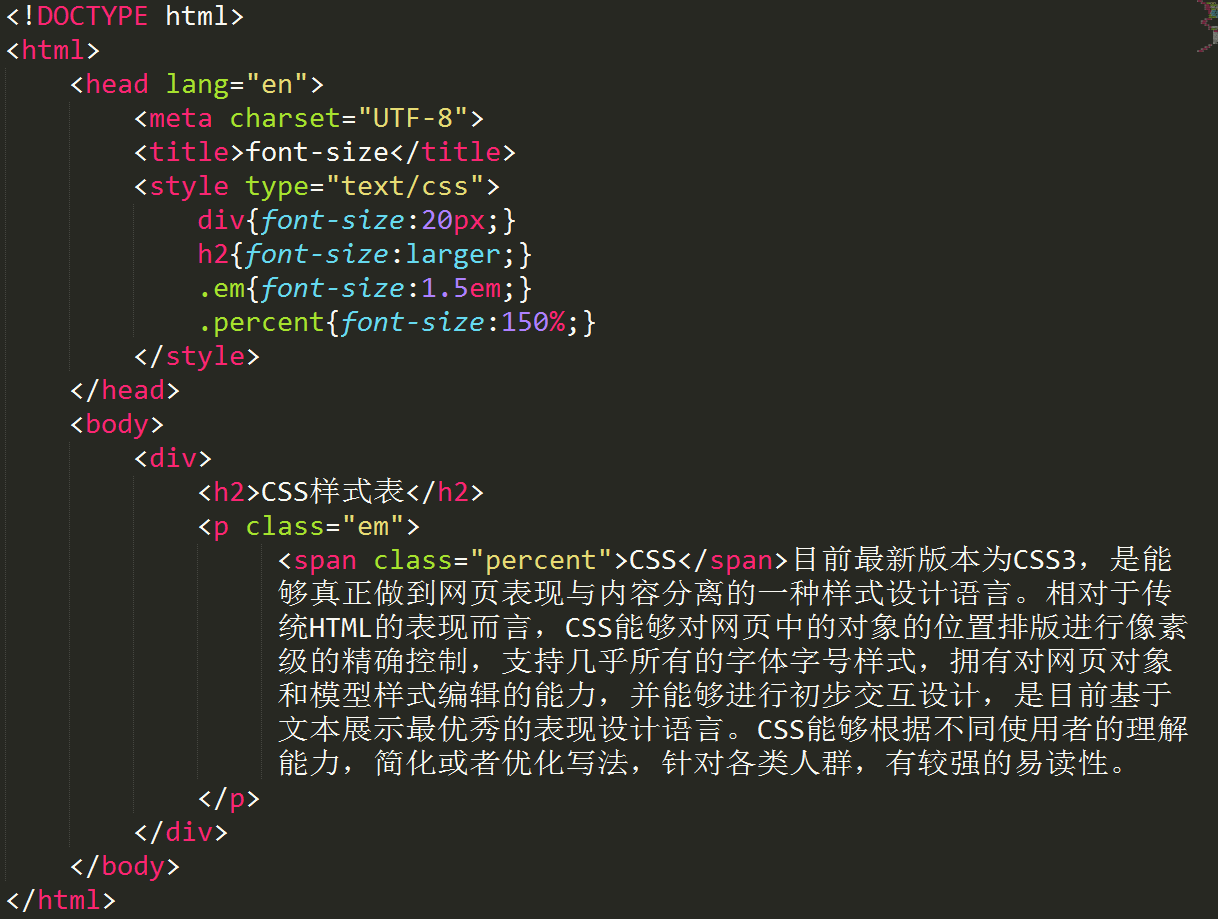 <!DOCTYPE html>
<html>
    <head lang="en">
        <meta charset="UTF-8">
        <title>font-size</title>
        <style type="text/css">
            div{font-size:20px;}
            h2{font-size:larger;}
            .em{font-size:1.5em;}
            .percent{font-size:150%;}
        </style>
    </head>
    <body>
        <div>
            <h2>CSS样式表</h2>
            <p class="em">
                <span class="percent">CSS</span>目前最新版本为CSS3，是能
                够真正做到网页表现与内容分离的一种样式设计语言。相对于传
                统HTML的表现而言，CSS能够对网页中的对象的位置排版进行像素
                级的精确控制，支持几乎所有的字体字号样式，拥有对网页对象
                和模型样式编辑的能力，并能够进行初步交互设计，是目前基于
                文本展示最优秀的表现设计语言。CSS能够根据不同使用者的理解
                能力，简化或者优化写法，针对各类人群，有较强的易读性。
            </p>
        </div>
    </body>
</html>